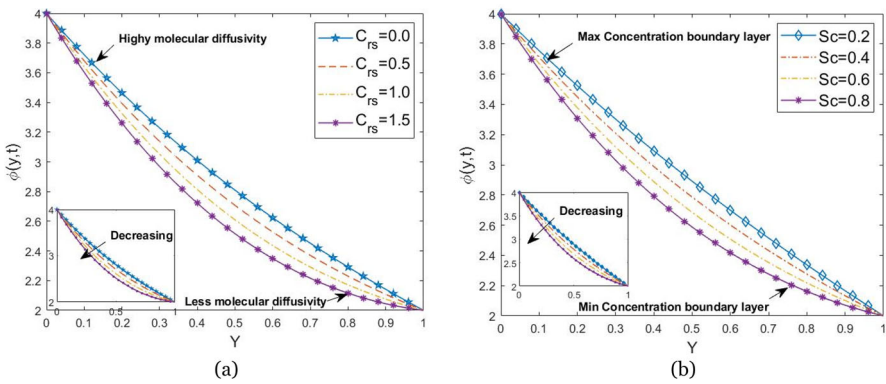 4
3.8
3.6
3.4
3.2
3
2.8
2.6
2.4
2.2
2
φ(y,t)
0
0.1
0.2
0.3
0.4
0.5
0.6
0.7
0.8
0.9
1
Y
Highy molecular diffusivity
Less molecular diffusivity
C_rs=0.0
C_rs=0.5
C_rs=1.0
C_rs=1.5
4
3
2
0
0.5
1
Decreasing
(a)
4
3.8
3.6
3.4
3.2
3
2.8
2.6
2.4
2.2
2
φ(y,t)
0
0.1
0.2
0.3
0.4
0.5
0.6
0.7
0.8
0.9
1
Y
Max Concentration boundary layer
Min Concentration boundary layer
Sc=0.2
Sc=0.4
Sc=0.6
Sc=0.8
4
3.5
3
2.5
2
0
0.5
1
Decreasing
(b)